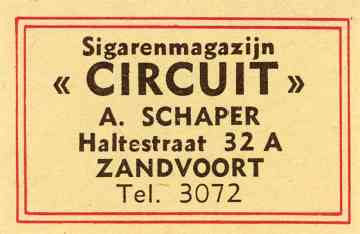 Sigarenmagazijn
« CIRCUIT »
A. SCHAPER
Haltestraat 32 A
ZANDVOORT
Tel. 3072